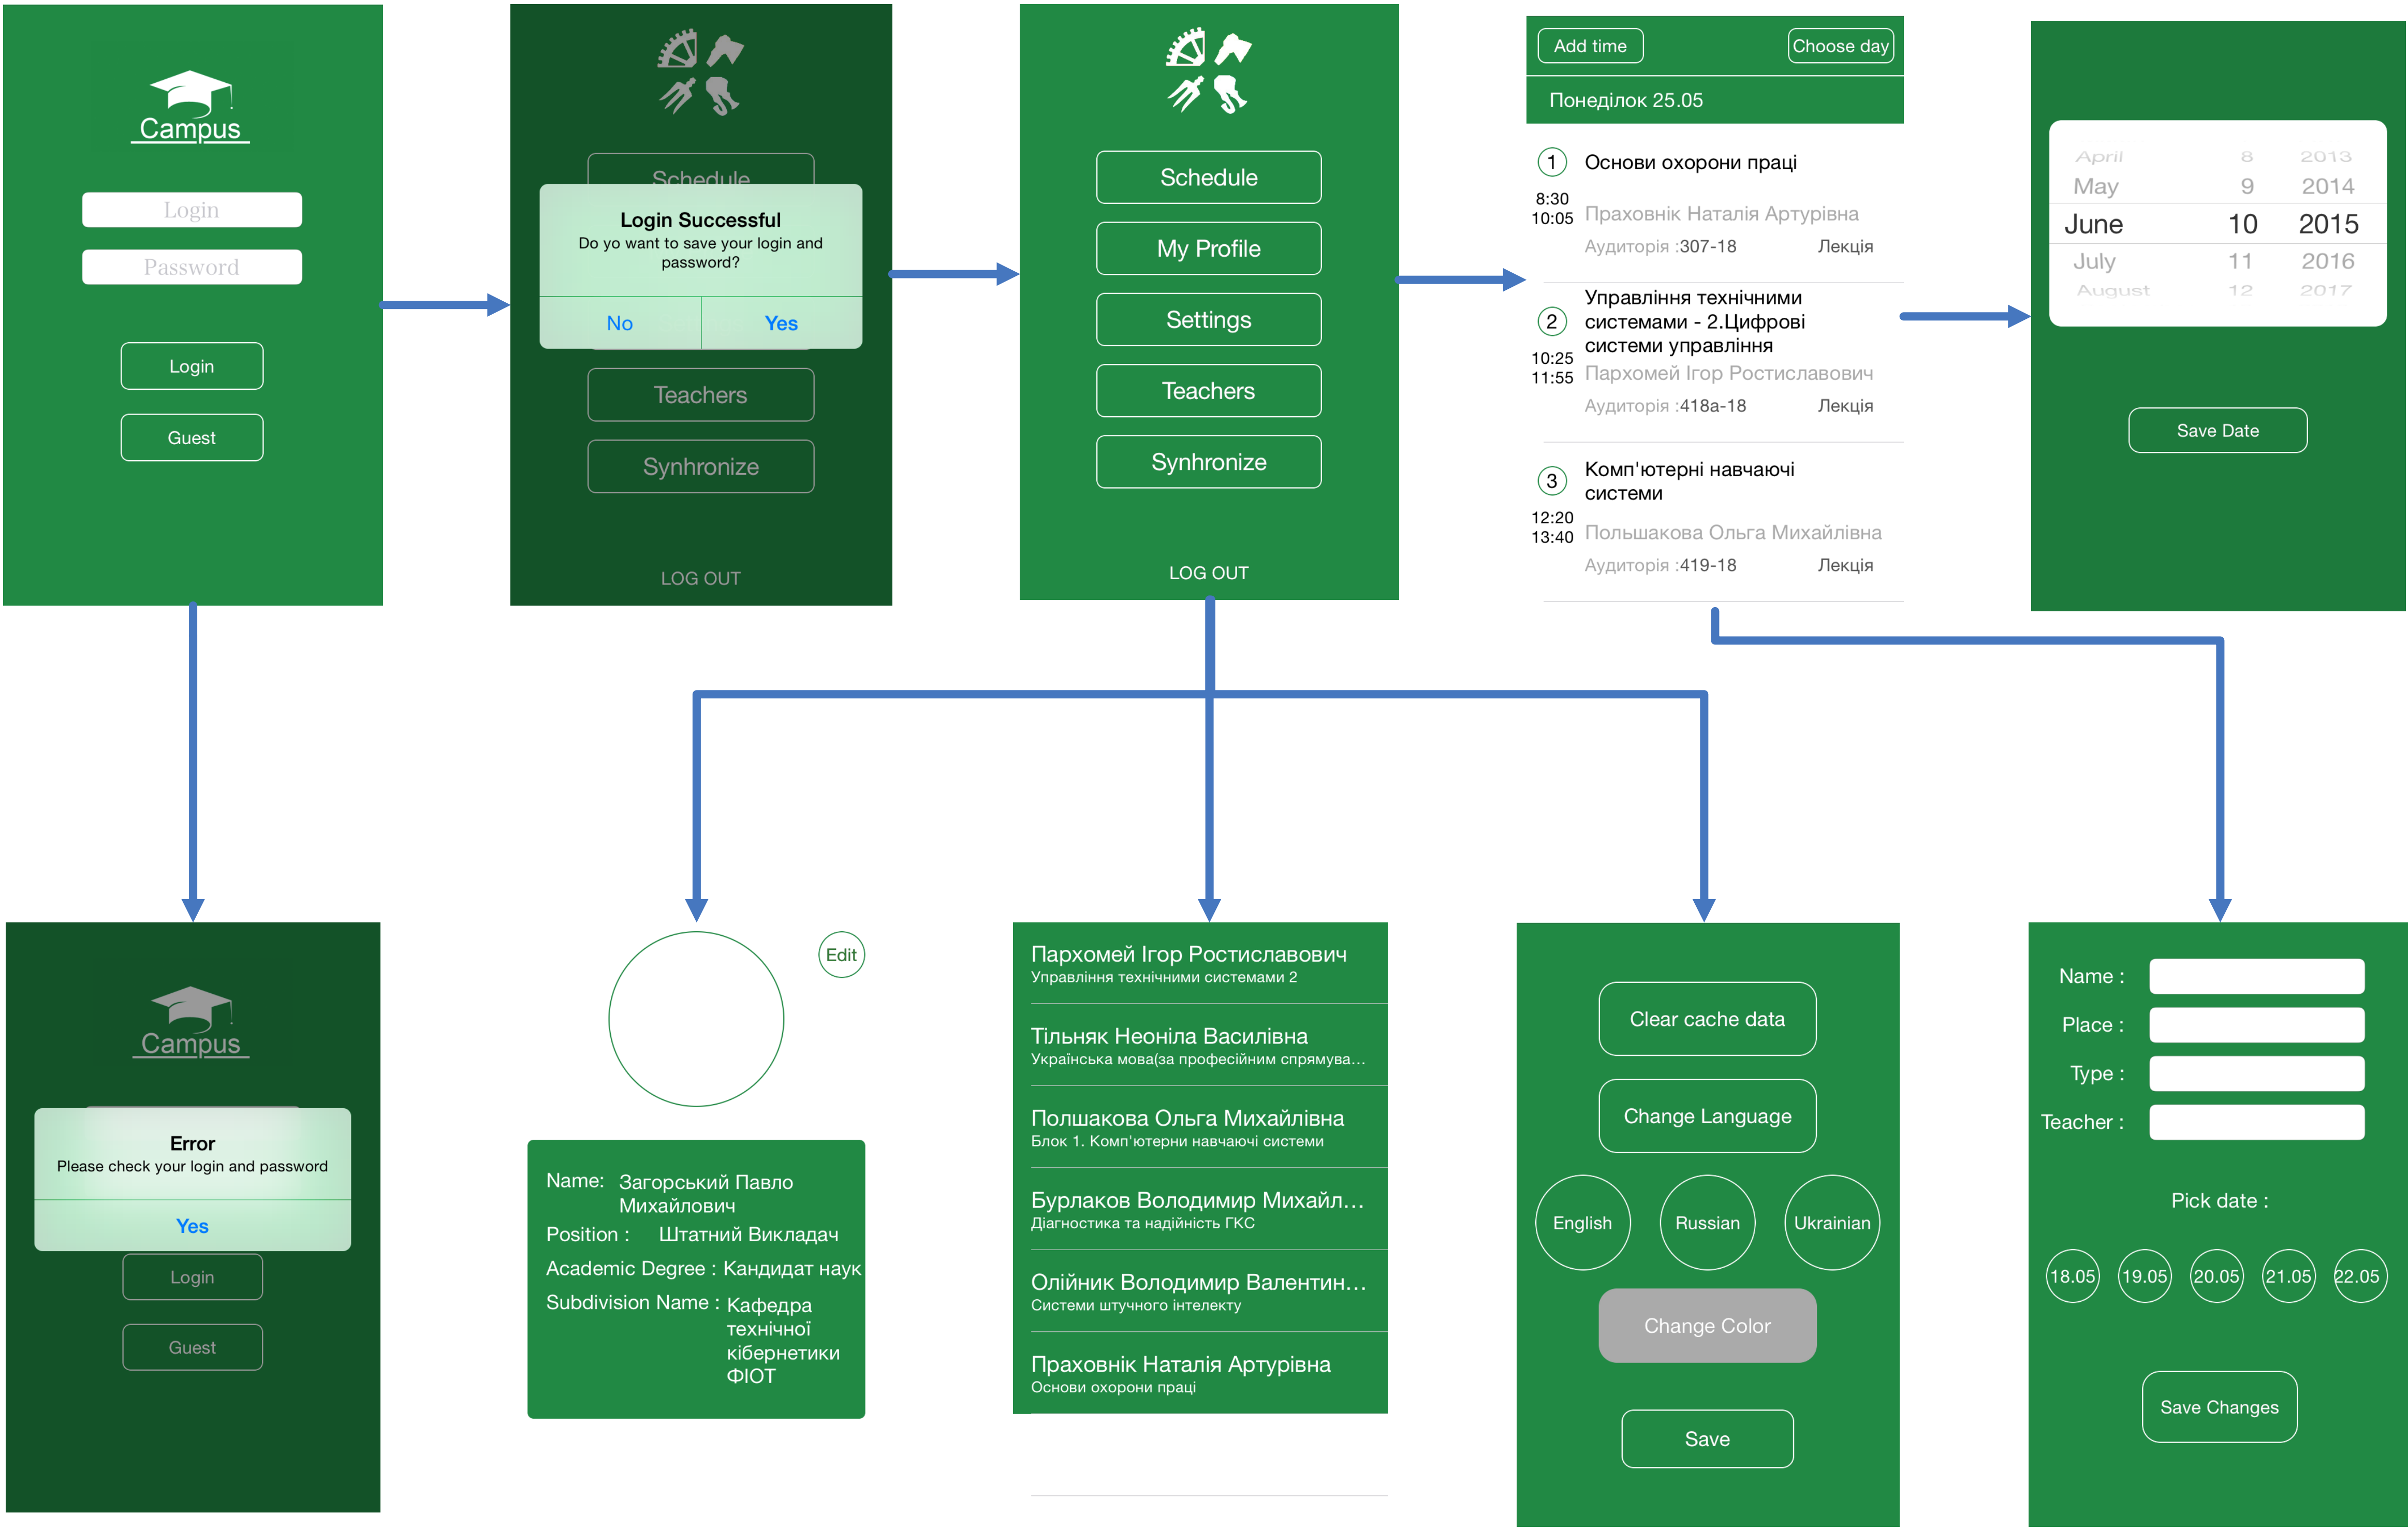 Campus
Login
Password
Login
Guest
Schedule
Login Successful
Do yo want to save your login and
password?
No
Yes
Teachers
Synhronize
LOG OUT
Schedule
My Profile
Settings
Teachers
Synhronize
LOG OUT
Add time
Choose day
Понеділок 25.05
1
Основи охорони праці
8:30
10:05
Праховнік Наталія Артурівна
Аудиторія :307-18
Лекція
2
Управління технічними
системами - 2.Цифрові
системи управління
10:25
11:55
Пархомей Ігор Ростиславович
Аудиторія :418а-18
Лекція
3
Комп'ютерні навчаючі
системи
12:20
13:40
Польшакова Ольга Михайлівна
Аудиторія :419-18
Лекція
April 8 2013
May 9 2014
June 10 2015
July 11 2016
August 12 2017
Save Date
Campus
Error
Please check your login and password
Yes
Login
Guest
Edit
Name: Загорський Павло
Михайлович
Position : Штатний Викладач
Academic Degree : Кандидат наук
Subdivision Name : Кафедра
технічної
кібернетики
ФІОТ
Пархомей Ігор Ростиславович
Управління технічними системами 2
Тільняк Неоніла Василівна
Українська мова(за професійним спрямува...
Полшакова Ольга Михайлівна
Блок 1. Комп'ютерни навчаючі системи
Бурлаков Володимир Михайл...
Діагностика та надійність ГКС
Олійник Володимир Валентин...
Системи штучного інтелекту
Праховнік Наталія Артурівна
Основи охорони праці
Clear cache data
Change Language
English
Russian
Ukrainian
Change Color
Save
Name :
Place :
Type :
Teacher :
Pick date :
18.05 19.05 20.05 21.05 22.05
Save Changes